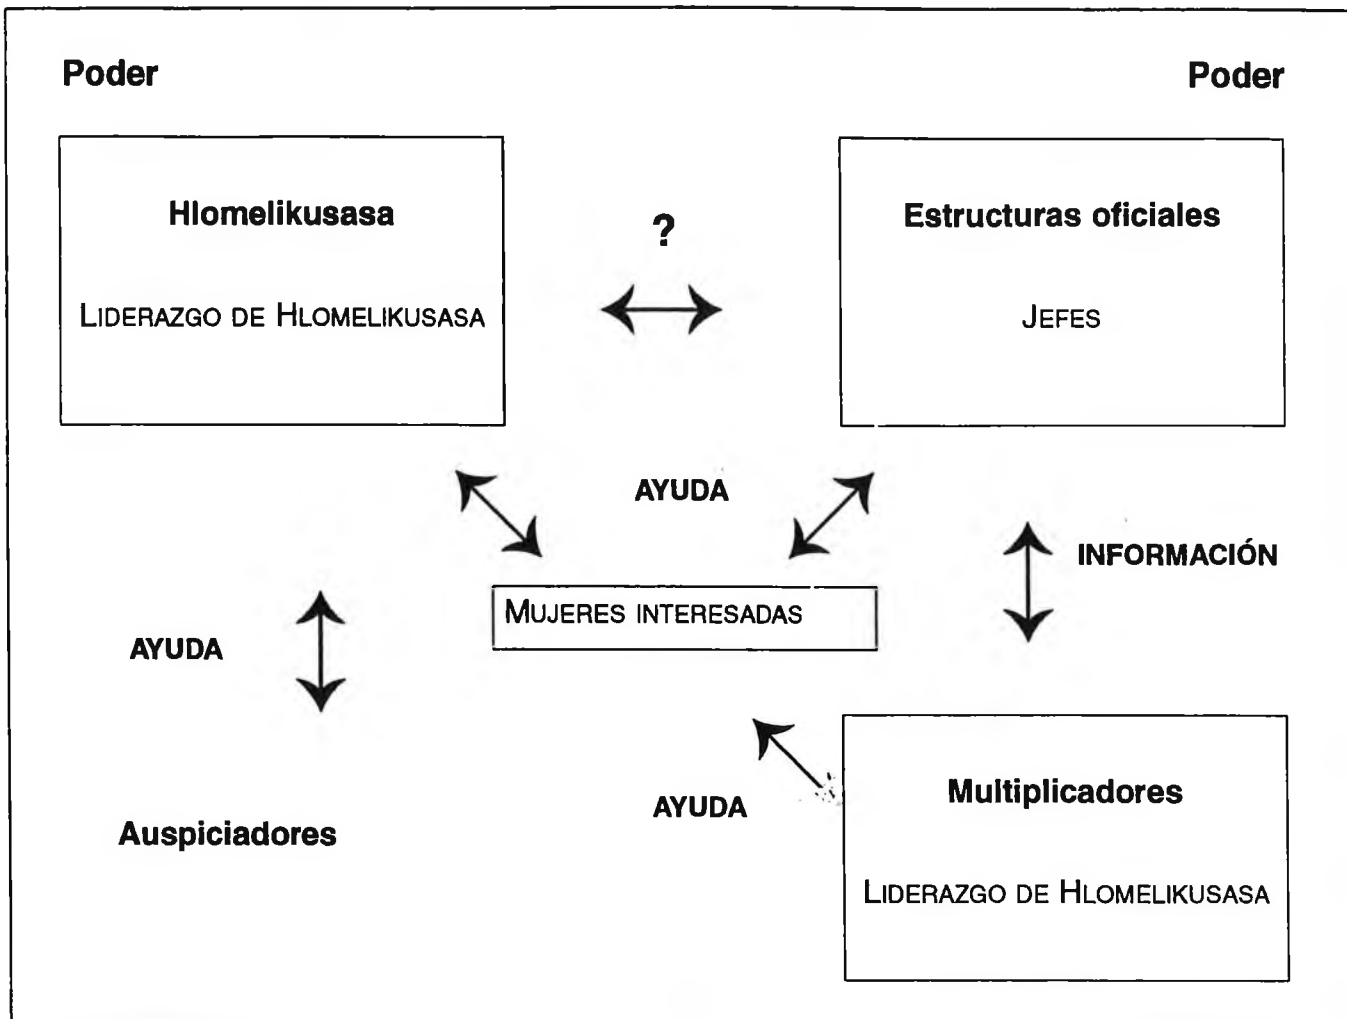 Poder
Poder
Hlomelikusasa
LIDERAZGO DE HLOMELIKUSASA
?
Estructuras oficiales
JEFES
AYUDA
INFORMACIÓN
MUJERES INTERESADAS
AYUDA
Auspiciadores
AYUDA
Multiplicadores
LIDERAZGO DE HLOMELIKUSASA